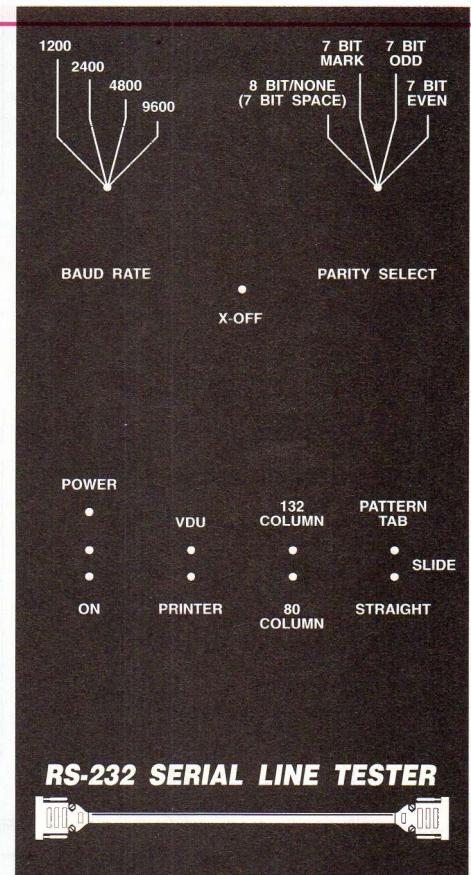 1200
2400
4800
9600
7 BIT
MARK
7 BIT
ODD
8 BIT/NONE
(7 BIT SPACE)
7 BIT
EVEN
BAUD RATE
PARITY SELECT
X-OFF
POWER
VDU
132
COLUMN
PATTERN
TAB
SLIDE
ON
PRINTER
80
COLUMN
STRAIGHT
RS-232 SERIAL LINE TESTER